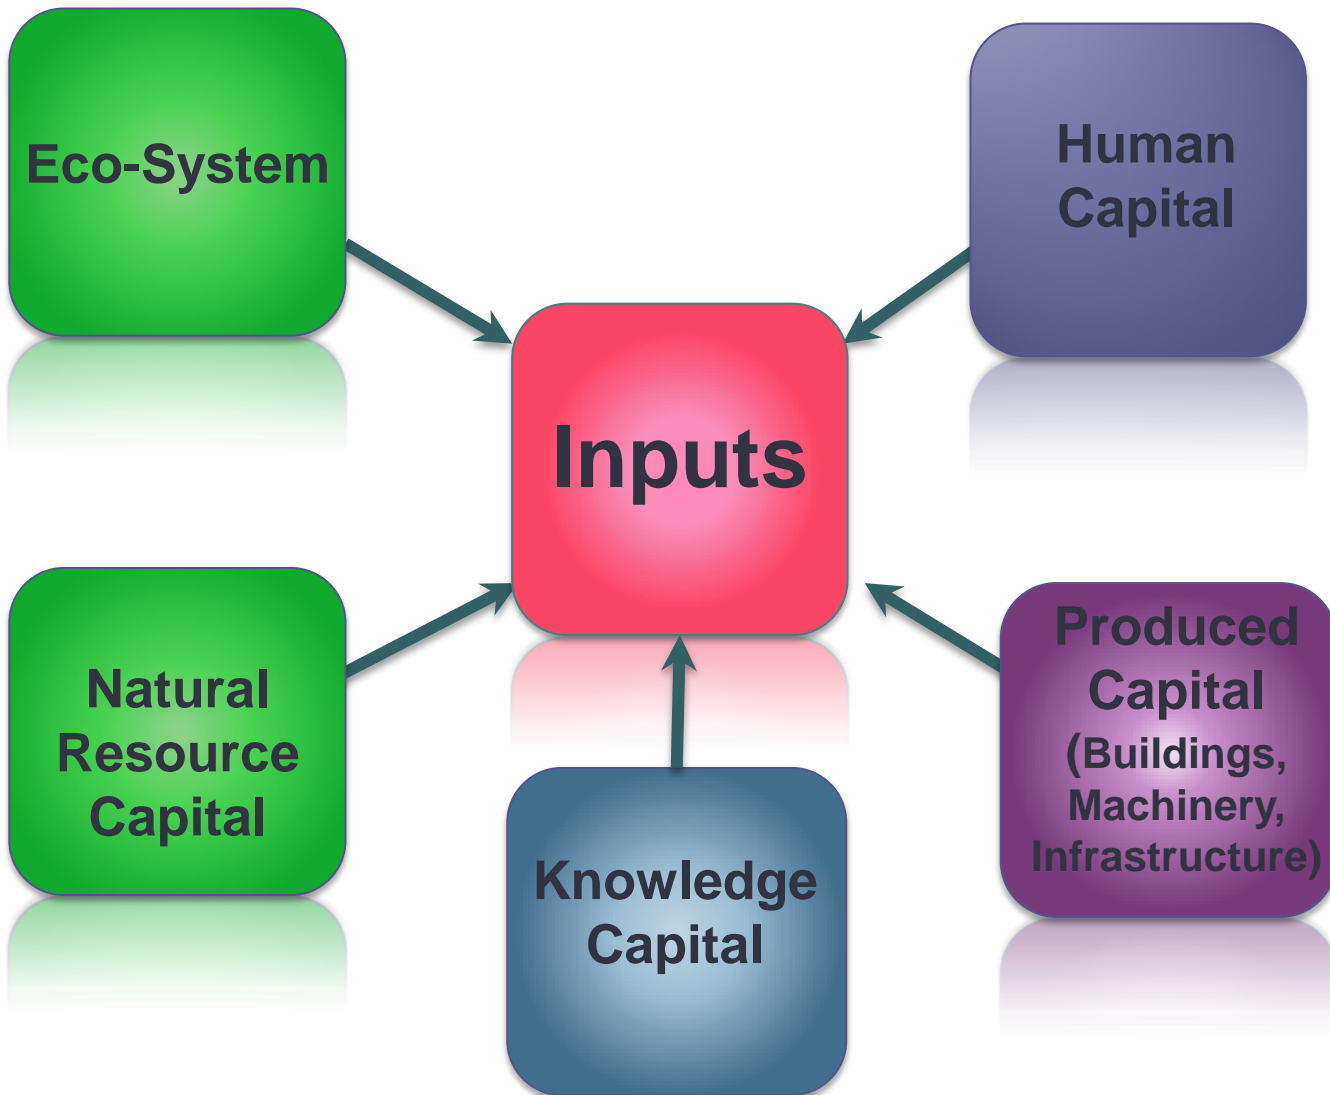 Eco-System
Human
Capital
Inputs
Natural
Resource
Capital
Knowledge
Capital
Produced
Capital
(Buildings,
Machinery,
Infrastructure)